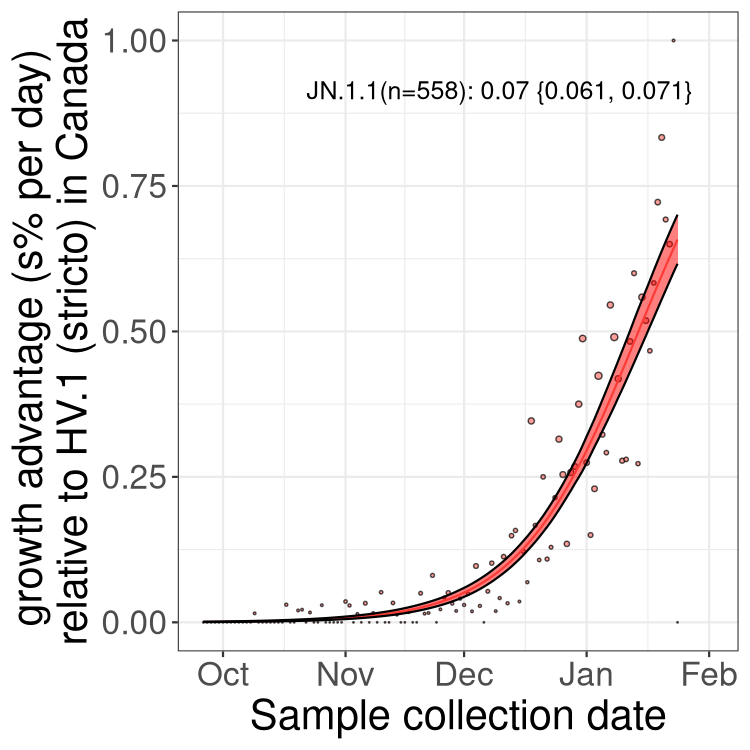 growth advantage (s% per day)
relative to HV.1 (stricto) in Canada
1.00
0.75
0.50
0.25
0.00
JN.1.1(n=558): 0.07 {0.061, 0.071}
Oct Nov Dec Jan Feb
Sample collection date